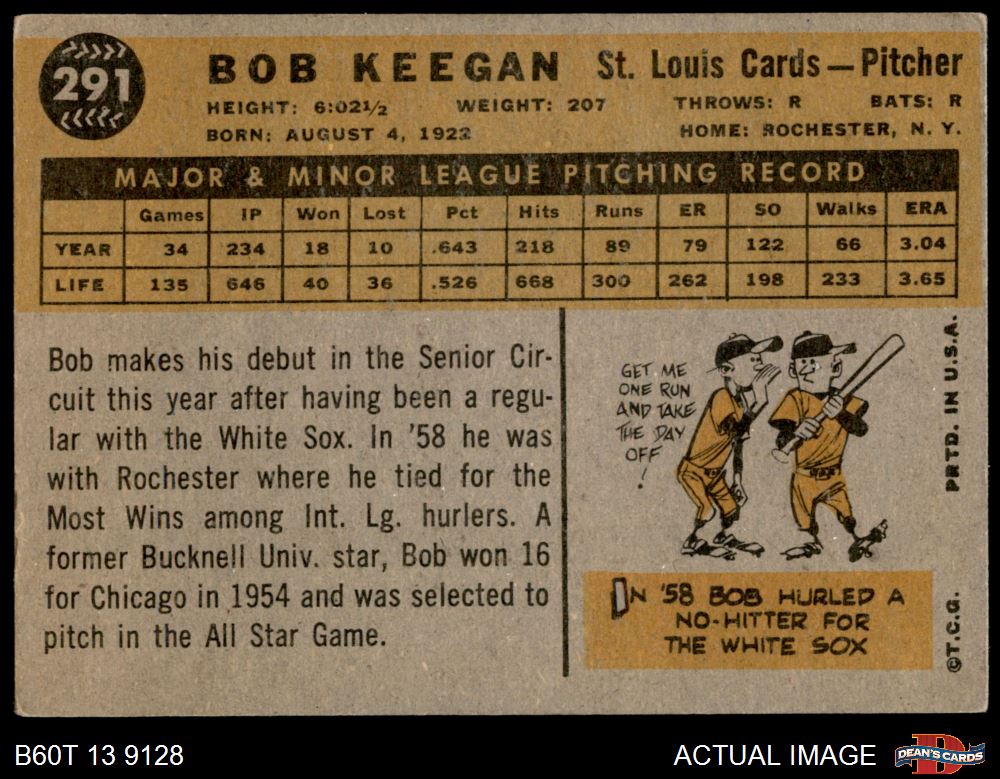 291
BOB KEEGAN St. Louis Cards — Pitcher
HEIGHT: 6:02½ WEIGHT: 207 THROWS: R BATS: R
BORN: AUGUST 4, 1922 HOME: ROCHESTER, N. Y.
MAJOR & MINOR LEAGUE PITCHING RECORD
Games IP Won Lost Pct Hits Runs ER SO Walks ERA
YEAR 34 234 18 10 .643 218 89 79 122 66 3.04
LIFE 135 646 40 36 .526 668 300 262 198 233 3.65
Bob makes his debut in the Senior Cir-
cuit this year after having been a regu-
lar with the White Sox. In '58 he was
with Rochester where he tied for the
Most Wins among Int. Lg. hurlers. A
former Bucknell Univ. star, Bob won 16
for Chicago in 1954 and was selected to
pitch in the All Star Game.
GET ME
ONE RUN
AND TAKE
THE DAY
OFF
!
IN '58 BOB HURLED A
NO-HITTER FOR
THE WHITE SOX
©T.C.G. PRTD. IN U.S.A.
B60T 13 9128
ACTUAL IMAGE
D
DEAN'S CARDS